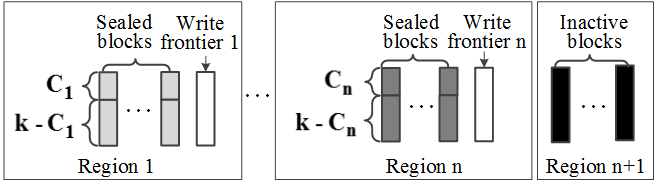 Sealed
blocks
Write
frontier 1
C1
k - C1
...
Region 1
...
Sealed
blocks
Write
frontier n
Cn
k - Cn
...
Region n
Inactive
blocks
...
Region n+1